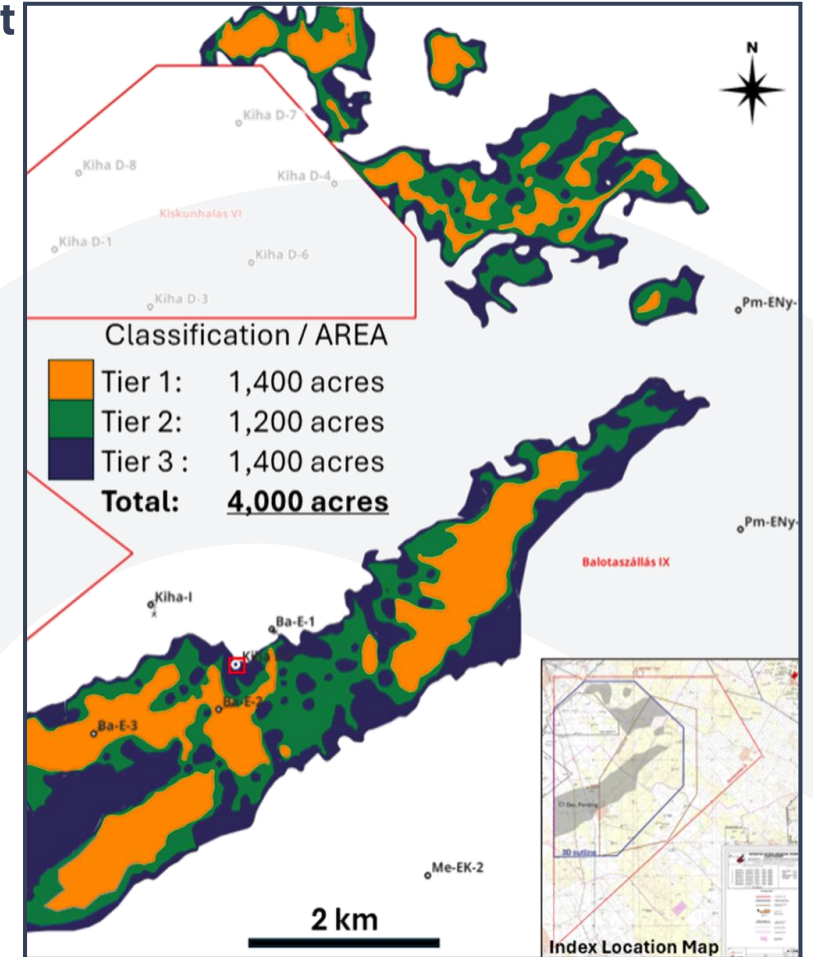 t
N
Kiha D-7
Kiha D-8
Kiha D-4
Kiskunhalas VI
Kiha D-1
Kiha D-6
Kiha D-3
Pm-ENy-
Classification / AREA
Tier 1: 1,400 acres
Tier 2: 1,200 acres
Tier 3 : 1,400 acres
Total: 4,000 acres
Pm-ENy-
Balotaszállás IX
Kiha-I
Ba-E-1
Ba-E-2
Ba-E-3
Me-EK-2
2 km
3D outline
Index Location Map